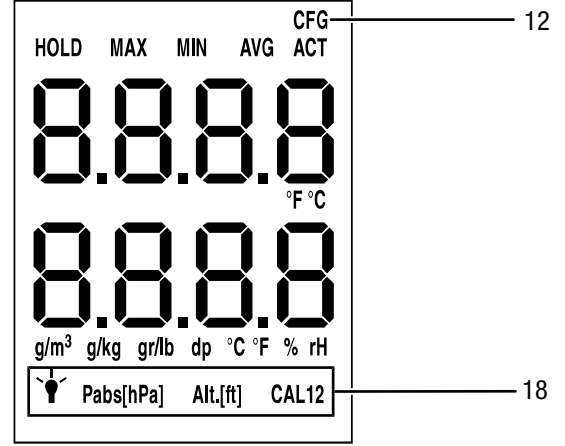 CFG 12
HOLD MAX MIN AVG ACT
8.8.8.8
°F °C
8.8.8.8
g/m³ g/kg gr/lb dp °C °F % rH
Pabs[hPa] Alt.[ft] CAL12 18